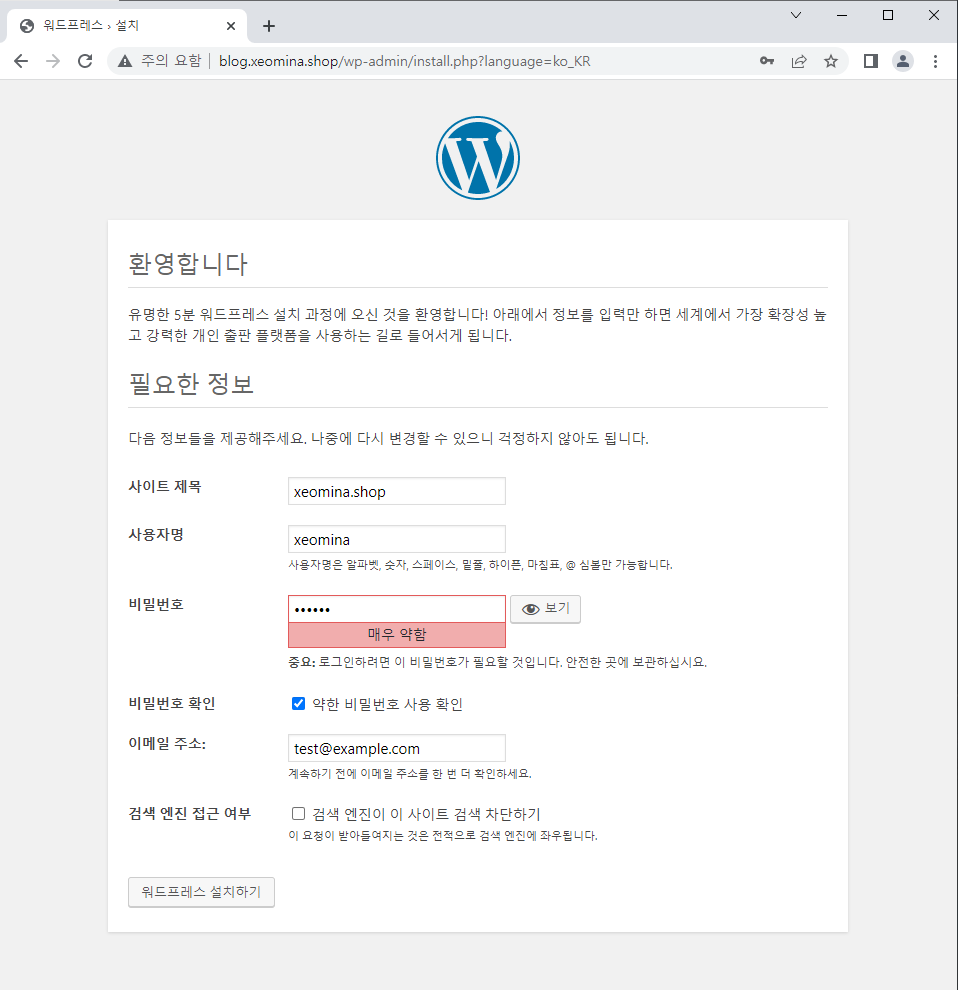 워드프레스 › 설치
주의 요함 | blog.xeomina.shop/wp-admin/install.php?language=ko_KR
환영합니다
유명한 5분 워드프레스 설치 과정에 오신 것을 환영합니다! 아래에서 정보를 입력만 하면 세계에서 가장 확장성 높
고 강력한 개인 출판 플랫폼을 사용하는 길로 들어서게 됩니다.
필요한 정보
다음 정보들을 제공해주세요. 나중에 다시 변경할 수 있으니 걱정하지 않아도 됩니다.
사이트 제목
xeomina.shop
사용자명
xeomina
사용자명은 알파벳, 숫자, 스페이스, 밑줄, 하이픈, 마침표, @ 심볼만 가능합니다.
비밀번호
••••••
보기
매우 약함
중요: 로그인하려면 이 비밀번호가 필요할 것입니다. 안전한 곳에 보관하십시요.
비밀번호 확인
약한 비밀번호 사용 확인
이메일 주소:
test@example.com
계속하기 전에 이메일 주소를 한 번 더 확인하세요.
검색 엔진 접근 여부
검색 엔진이 이 사이트 검색 차단하기
이 요청이 받아들여지는 것은 전적으로 검색 엔진에 좌우됩니다.
워드프레스 설치하기